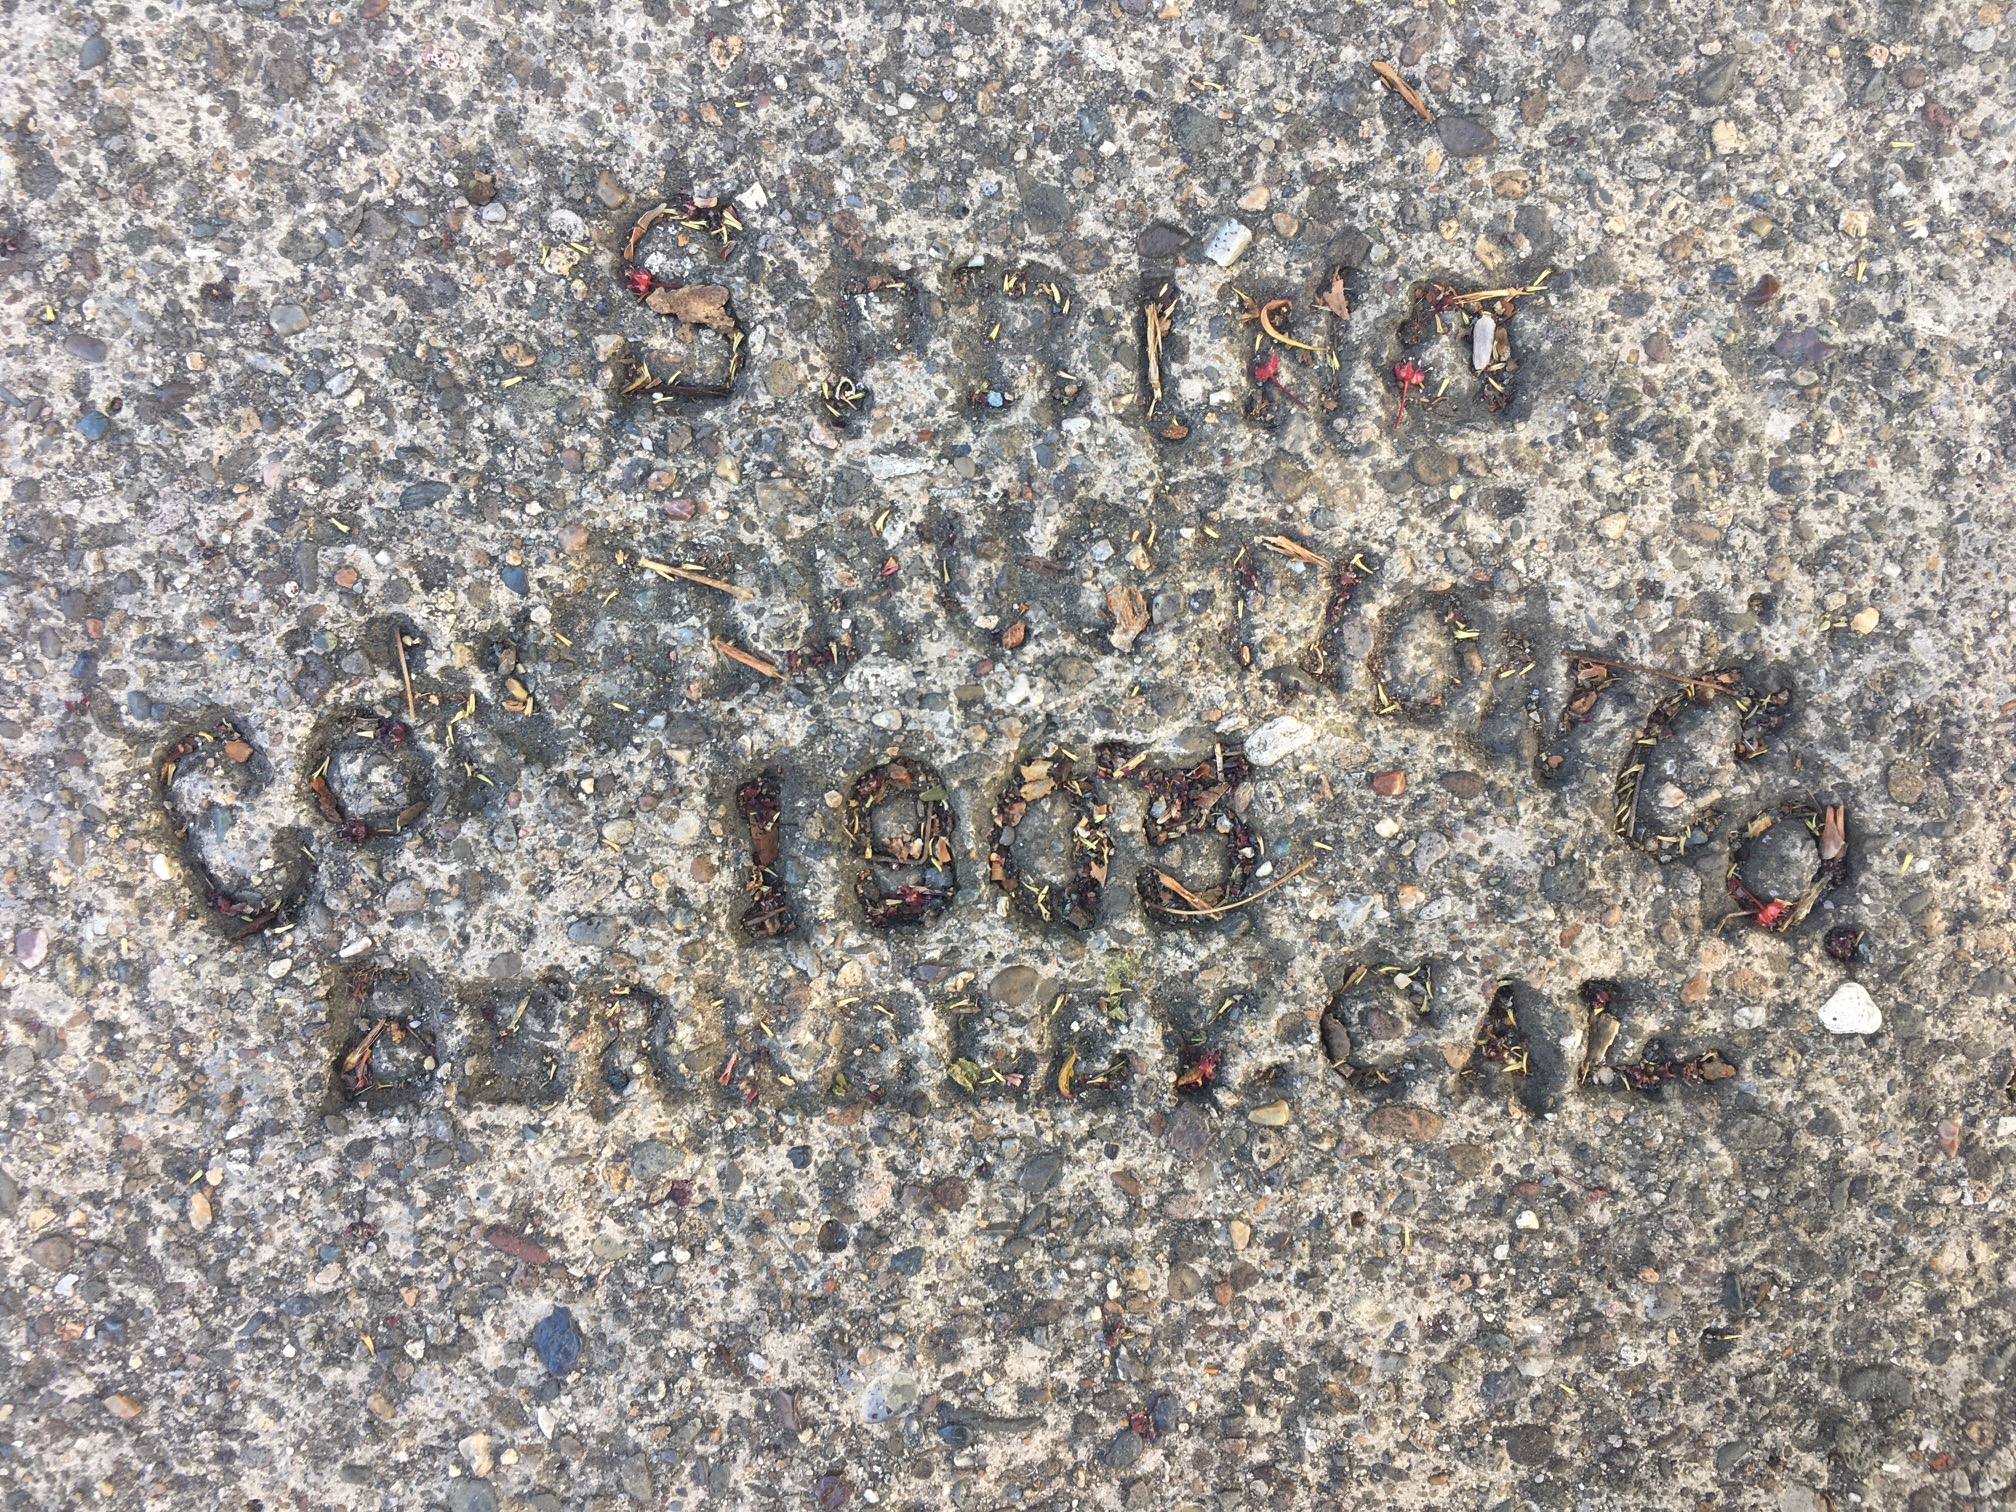 SPRING
CONSTRUCTION CO.
1905
BERKELEY CAL